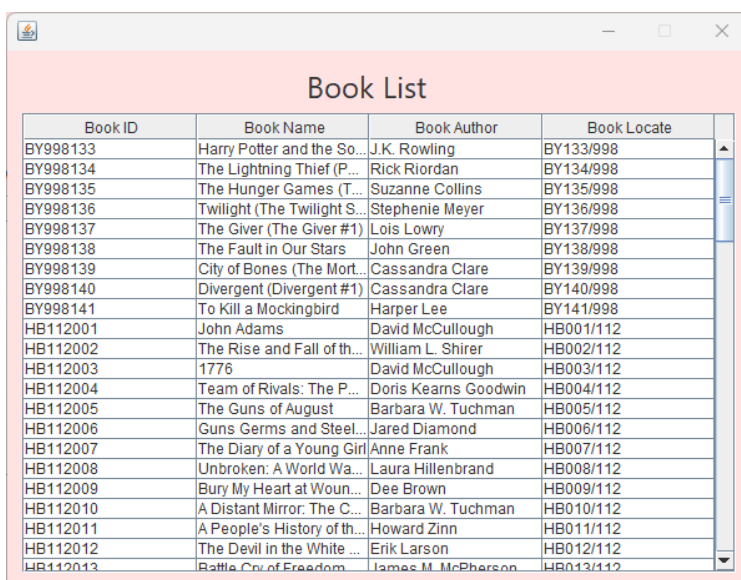 Book List
Book ID Book Name Book Author Book Locate
BY998133 Harry Potter and the So... J.K. Rowling BY133/998
BY998134 The Lightning Thief (P... Rick Riordan BY134/998
BY998135 The Hunger Games (T... Suzanne Collins BY135/998
BY998136 Twilight (The Twilight S... Stephenie Meyer BY136/998
BY998137 The Giver (The Giver #1) Lois Lowry BY137/998
BY998138 The Fault in Our Stars John Green BY138/998
BY998139 City of Bones (The Mort... Cassandra Clare BY139/998
BY998140 Divergent (Divergent #1) Cassandra Clare BY140/998
BY998141 To Kill a Mockingbird Harper Lee BY141/998
HB112001 John Adams David McCullough HB001/112
HB112002 The Rise and Fall of th... William L. Shirer HB002/112
HB112003 1776 David McCullough HB003/112
HB112004 Team of Rivals: The P... Doris Kearns Goodwin HB004/112
HB112005 The Guns of August Barbara W. Tuchman HB005/112
HB112006 Guns Germs and Steel... Jared Diamond HB006/112
HB112007 The Diary of a Young Girl Anne Frank HB007/112
HB112008 Unbroken: A World Wa... Laura Hillenbrand HB008/112
HB112009 Bury My Heart at Woun... Dee Brown HB009/112
HB112010 A Distant Mirror: The C... Barbara W. Tuchman HB010/112
HB112011 A People's History of th... Howard Zinn HB011/112
HB112012 The Devil in the White ... Erik Larson HB012/112
HB112013 Battle Cry of Freedom James M. McPherson HB013/112